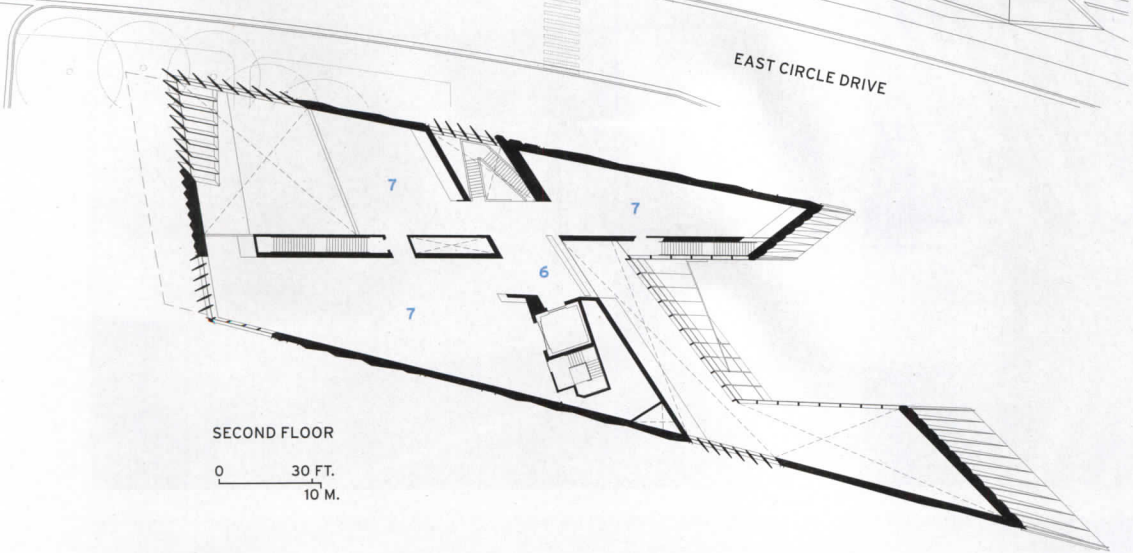 EAST CIRCLE DRIVE
7
7
6
7
SECOND FLOOR
0 30 FT.
10 M.